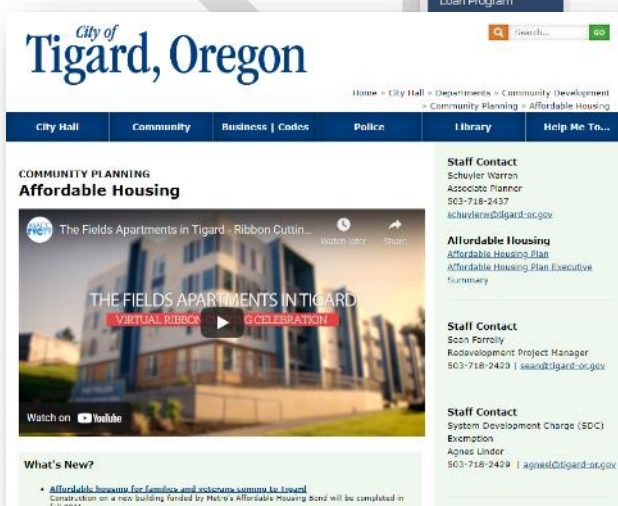 Loan Program
City of
Tigard, Oregon
Search...
GO
Home » City Hall » Departments » Community Development
» Community Planning » Affordable Housing
City Hall
Community
Business | Codes
Police
Library
Help Me To...
COMMUNITY PLANNING
Affordable Housing
The Fields Apartments in Tigard - Ribbon Cuttin...
Watch later
Share
THE FIELDS APARTMENTS IN TIGARD
VIRTUAL RIBBON CUTTING CELEBRATION
Watch on YouTube
What's New?
Affordable housing for families and veterans coming to Tigard
Construction on a new building funded by Metro's Affordable Housing Bond will be completed in
Staff Contact
Schuyler Warren
Associate Planner
503-718-2437
schuylerw@tigard-or.gov
Affordable Housing
Affordable Housing Plan
Affordable Housing Plan Executive
Summary
Staff Contact
Sean Farrelly
Redevelopment Project Manager
503-718-2420 | sean@tigard-or.gov
Staff Contact
System Development Charge (SDC)
Exemption
Agnes Lindor
503-718-2429 | agnesl@tigard-or.gov